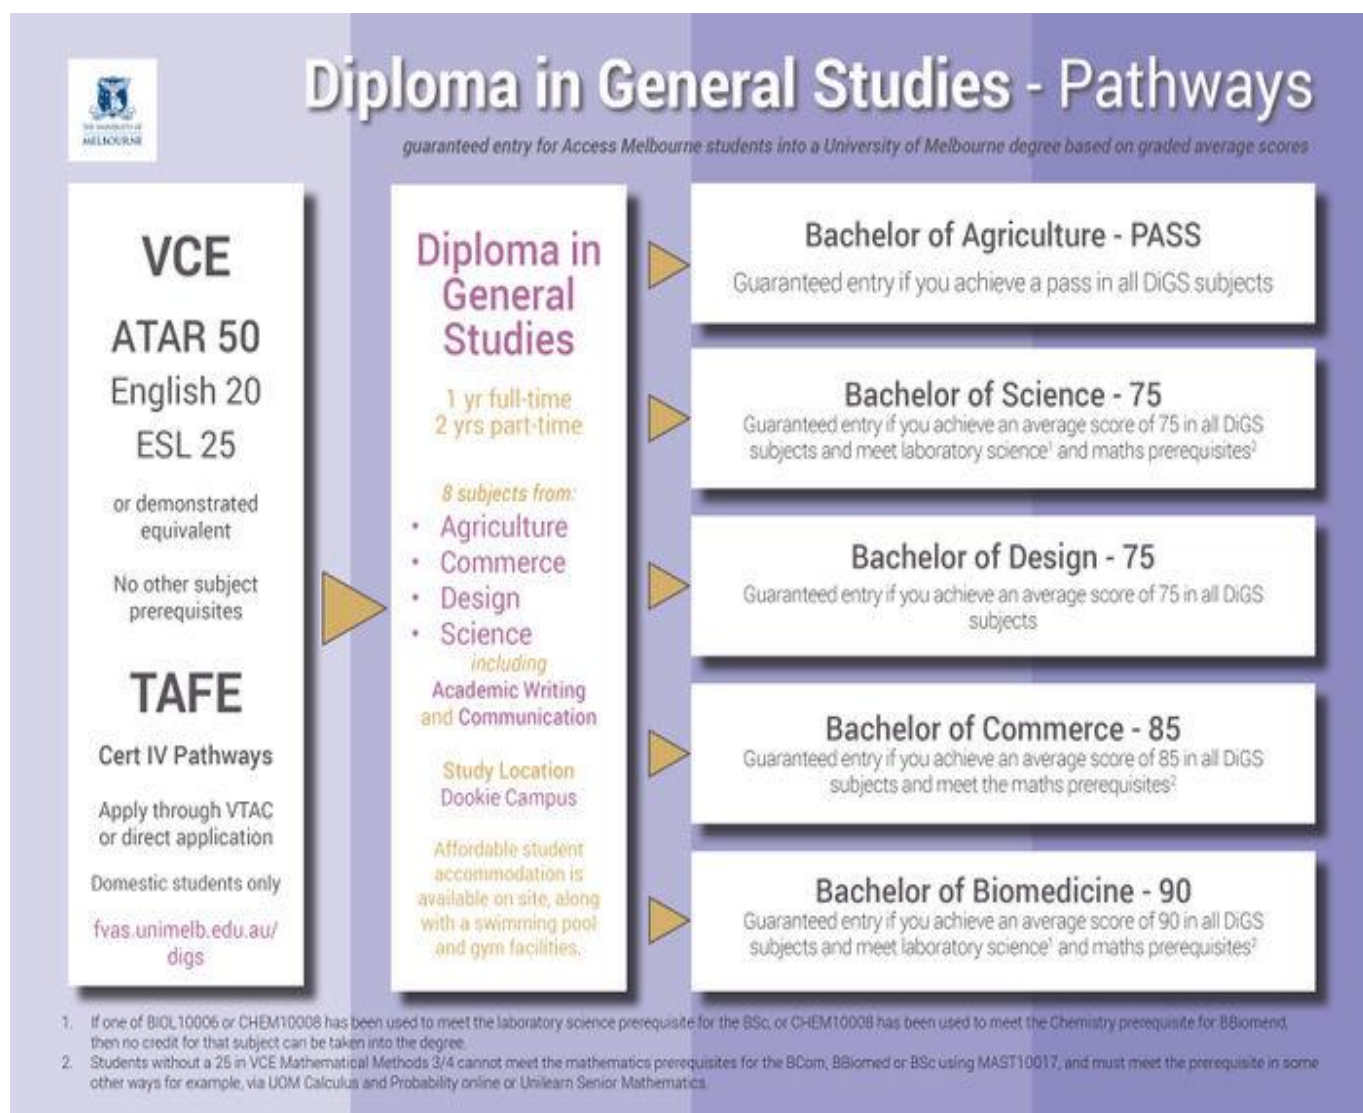 THE UNIVERSITY OF
MELBOURNE
Diploma in General Studies - Pathways
guaranteed entry for Access Melbourne students into a University of Melbourne degree based on graded average scores
VCE
ATAR 50
English 20
ESL 25
or demonstrated
equivalent
No other subject
prerequisites
TAFE
Cert IV Pathways
Apply through VTAC
or direct application
Domestic students only
fvas.unimelb.edu.au/
digs
Diploma in
General
Studies
1 yr full-time
2 yrs part-time
8 subjects from:
• Agriculture
• Commerce
• Design
• Science
including
Academic Writing
and Communication
Study Location
Dookie Campus
Affordable student
accommodation is
available on site, along
with a swimming pool
and gym facilities.
Bachelor of Agriculture - PASS
Guaranteed entry if you achieve a pass in all DiGS subjects
Bachelor of Science - 75
Guaranteed entry if you achieve an average score of 75 in all DiGS
subjects and meet laboratory science¹ and maths prerequisites²
Bachelor of Design - 75
Guaranteed entry if you achieve an average score of 75 in all DiGS
subjects
Bachelor of Commerce - 85
Guaranteed entry if you achieve an average score of 85 in all DiGS
subjects and meet the maths prerequisites²
Bachelor of Biomedicine - 90
Guaranteed entry if you achieve an average score of 90 in all DiGS
subjects and meet laboratory science¹ and maths prerequisites²
1. If one of BIOL10006 or CHEM10008 has been used to meet the laboratory science prerequisite for the BSc, or CHEM10008 has been used to meet the Chemistry prerequisite for BBiomend,
then no credit for that subject can be taken into the degree.
2. Students without a 25 in VCE Mathematical Methods 3/4 cannot meet the mathematics prerequisites for the BCom, BBiomed or BSc using MAST10017, and must meet the prerequisite in some
other ways for example, via UOM Calculus and Probability online or Unilearn Senior Mathematics.